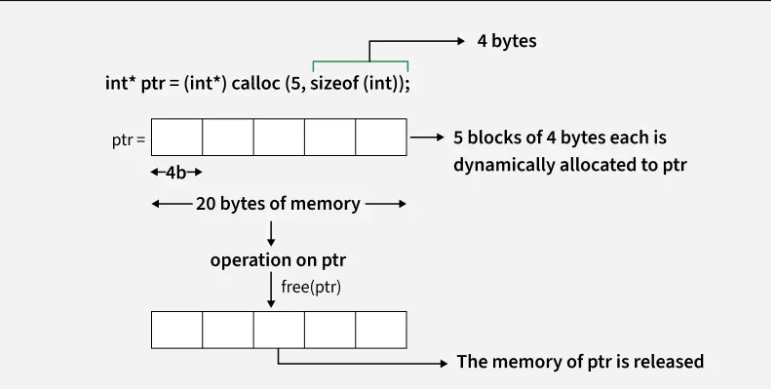 4 bytes
int* ptr = (int*) calloc (5, sizeof (int));
ptr =
5 blocks of 4 bytes each is
dynamically allocated to ptr
4b
20 bytes of memory
operation on ptr
free(ptr)
The memory of ptr is released